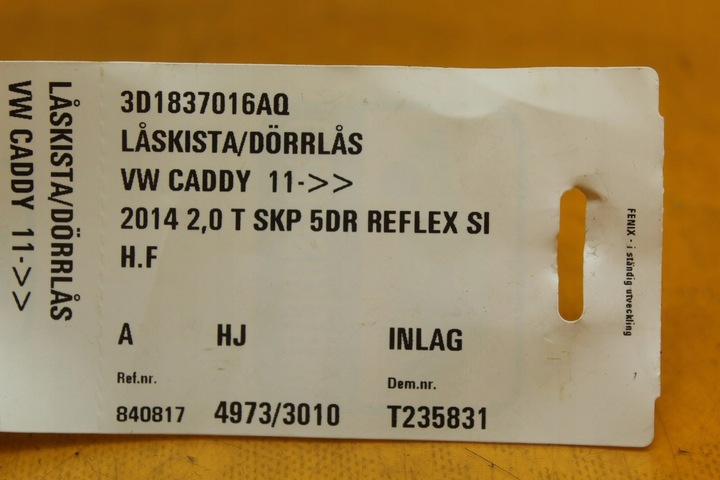 LÅSKISTA/DÖRRLÅS
VW CADDY 11->>
3D1837016AQ
LÅSKISTA/DÖRRLÅS
VW CADDY 11->>
2014 2,0 T SKP 5DR REFLEX SI
H.F
A HJ INLAG
Ref.nr. Dem.nr.
840817 4973/3010 T235831
FENIX - i ständig utveckling